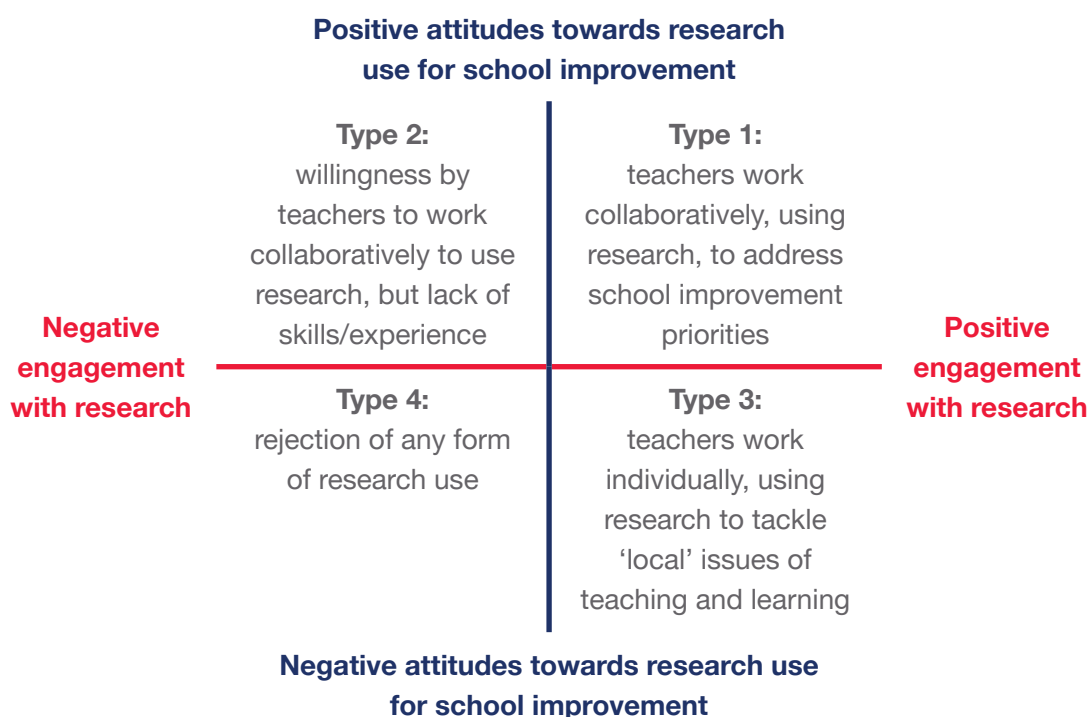 Positive attitudes towards research
use for school improvement
Type 2:
willingness by
teachers to work
collaboratively to use
research, but lack of
skills/experience
Type 1:
teachers work
collaboratively, using
research, to address
school improvement
priorities
Negative
engagement
with research
Positive
engagement
with research
Type 4:
rejection of any form
of research use
Type 3:
teachers work
individually, using
research to tackle
‘local’ issues of
teaching and learning
Negative attitudes towards research use
for school improvement